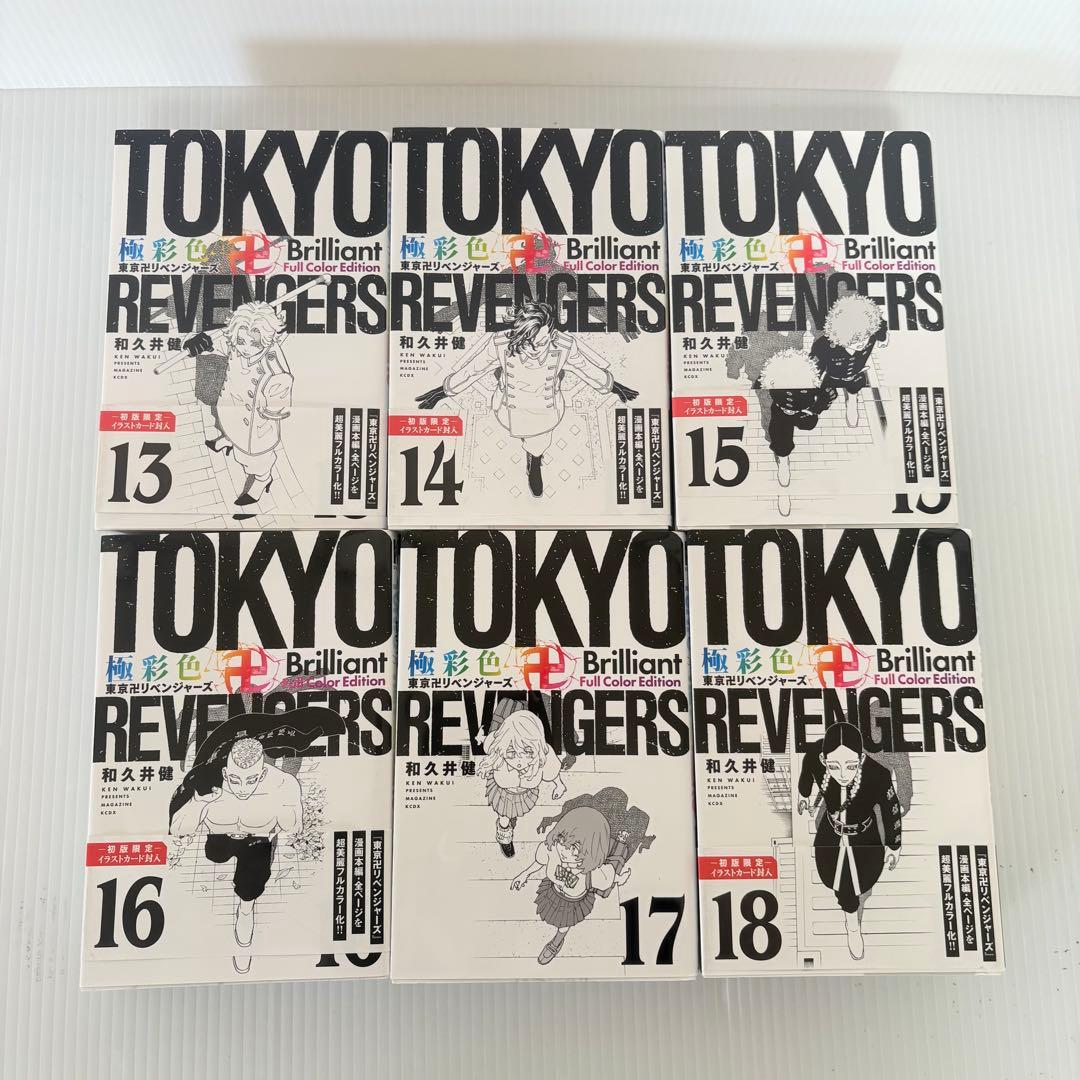 TOKYO
極彩色 卍 Brilliant
東京卍リベンジャーズ Full Color Edition
REVENGERS
和久井健
KEN WAKUI
PRESENTS
MAGAZINE
KCDX
初版限定
イラストカード封入
13
『東京卍リベンジャーズ』
漫画本編・全ページを
超美麗フルカラー化!!
TOKYO
極彩色 卍 Brilliant
東京卍リベンジャーズ Full Color Edition
REVENGERS
和久井健
KEN WAKUI
PRESENTS
MAGAZINE
KCDX
初版限定
イラストカード封入
14
『東京卍リベンジャーズ』
漫画本編・全ページを
超美麗フルカラー化!!
TOKYO
極彩色 卍 Brilliant
東京卍リベンジャーズ Full Color Edition
REVENGERS
和久井健
KEN WAKUI
PRESENTS
MAGAZINE
KCDX
初版限定
イラストカード封入
15
『東京卍リベンジャーズ』
漫画本編・全ページを
超美麗フルカラー化!!
TOKYO
極彩色 卍 Brilliant
東京卍リベンジャーズ Full Color Edition
REVENGERS
和久井健
KEN WAKUI
PRESENTS
MAGAZINE
KCDX
初版限定
イラストカード封入
16
『東京卍リベンジャーズ』
漫画本編・全ページを
超美麗フルカラー化!!
TOKYO
極彩色 卍 Brilliant
東京卍リベンジャーズ Full Color Edition
REVENGERS
和久井健
KEN WAKUI
PRESENTS
MAGAZINE
KCDX
17
TOKYO
極彩色 卍 Brilliant
東京卍リベンジャーズ Full Color Edition
REVENGERS
和久井健
KEN WAKUI
PRESENTS
MAGAZINE
KCDX
初版限定
イラストカード封入
18
『東京卍リベンジャーズ』
漫画本編・全ページを
超美麗フルカラー化!!